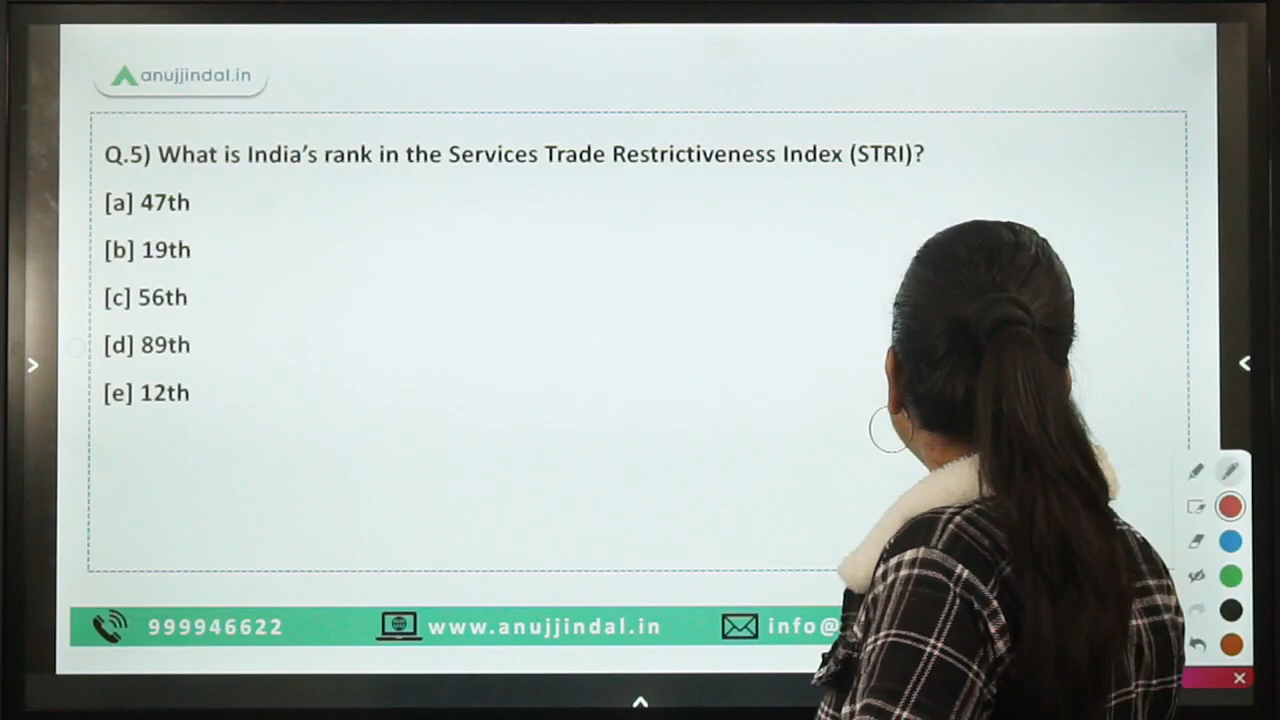 anujjindal.in
Q.5) What is India's rank in the Services Trade Restrictiveness Index (STRI)?
[a] 47th
[b] 19th
[c] 56th
[d] 89th
[e] 12th
999946622 www.anujjindal.in info@